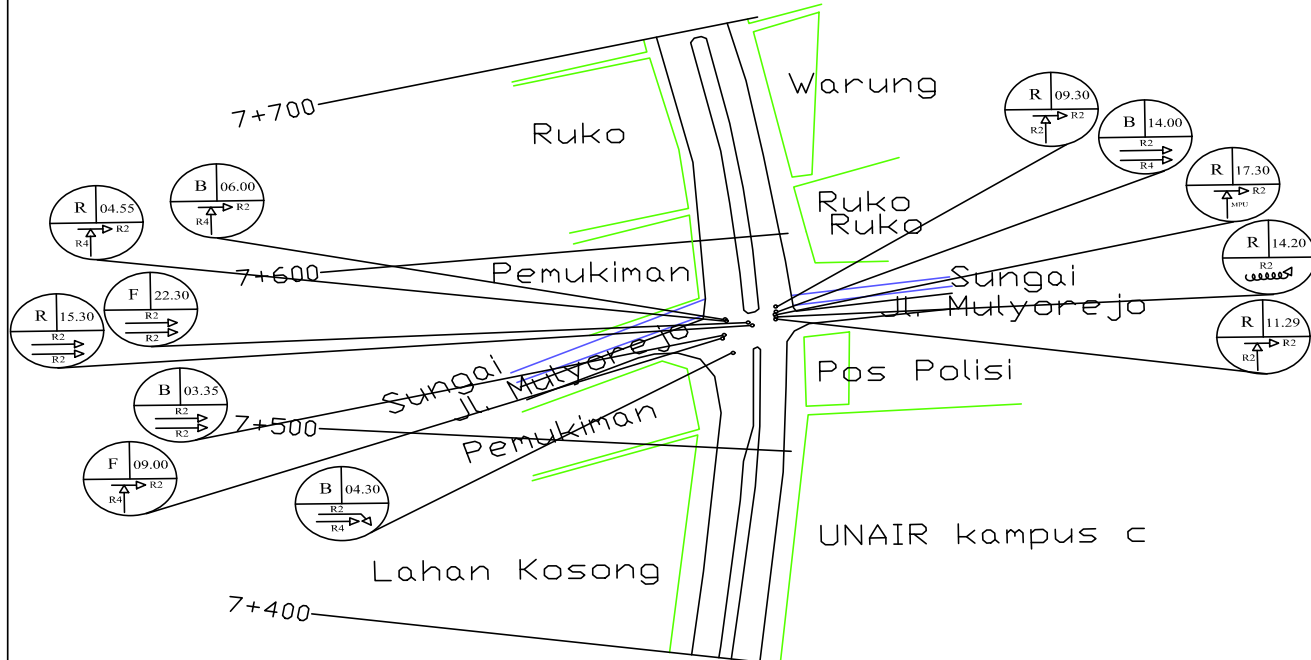 7+700
Warung
Ruko
R 09.30
R2
R2
B 14.00
R2
R4
R 17.30
R2
MPU
B 06.00
R2
R4
R 04.55
R2
R4
Ruko
Ruko
R 14.20
R2
7+600
Pemukiman
Sungai
Jl. Mulyorejo
F 22.30
R2
R2
R 15.30
R2
R2
R 11.29
R2
R2
Sungai
Jl. Mulyorejo
Pos Polisi
B 03.35
R2
R2
7+500
Pemukiman
F 09.00
R2
R4
B 04.30
R2
R4
UNAIR kampus c
Lahan Kosong
7+400